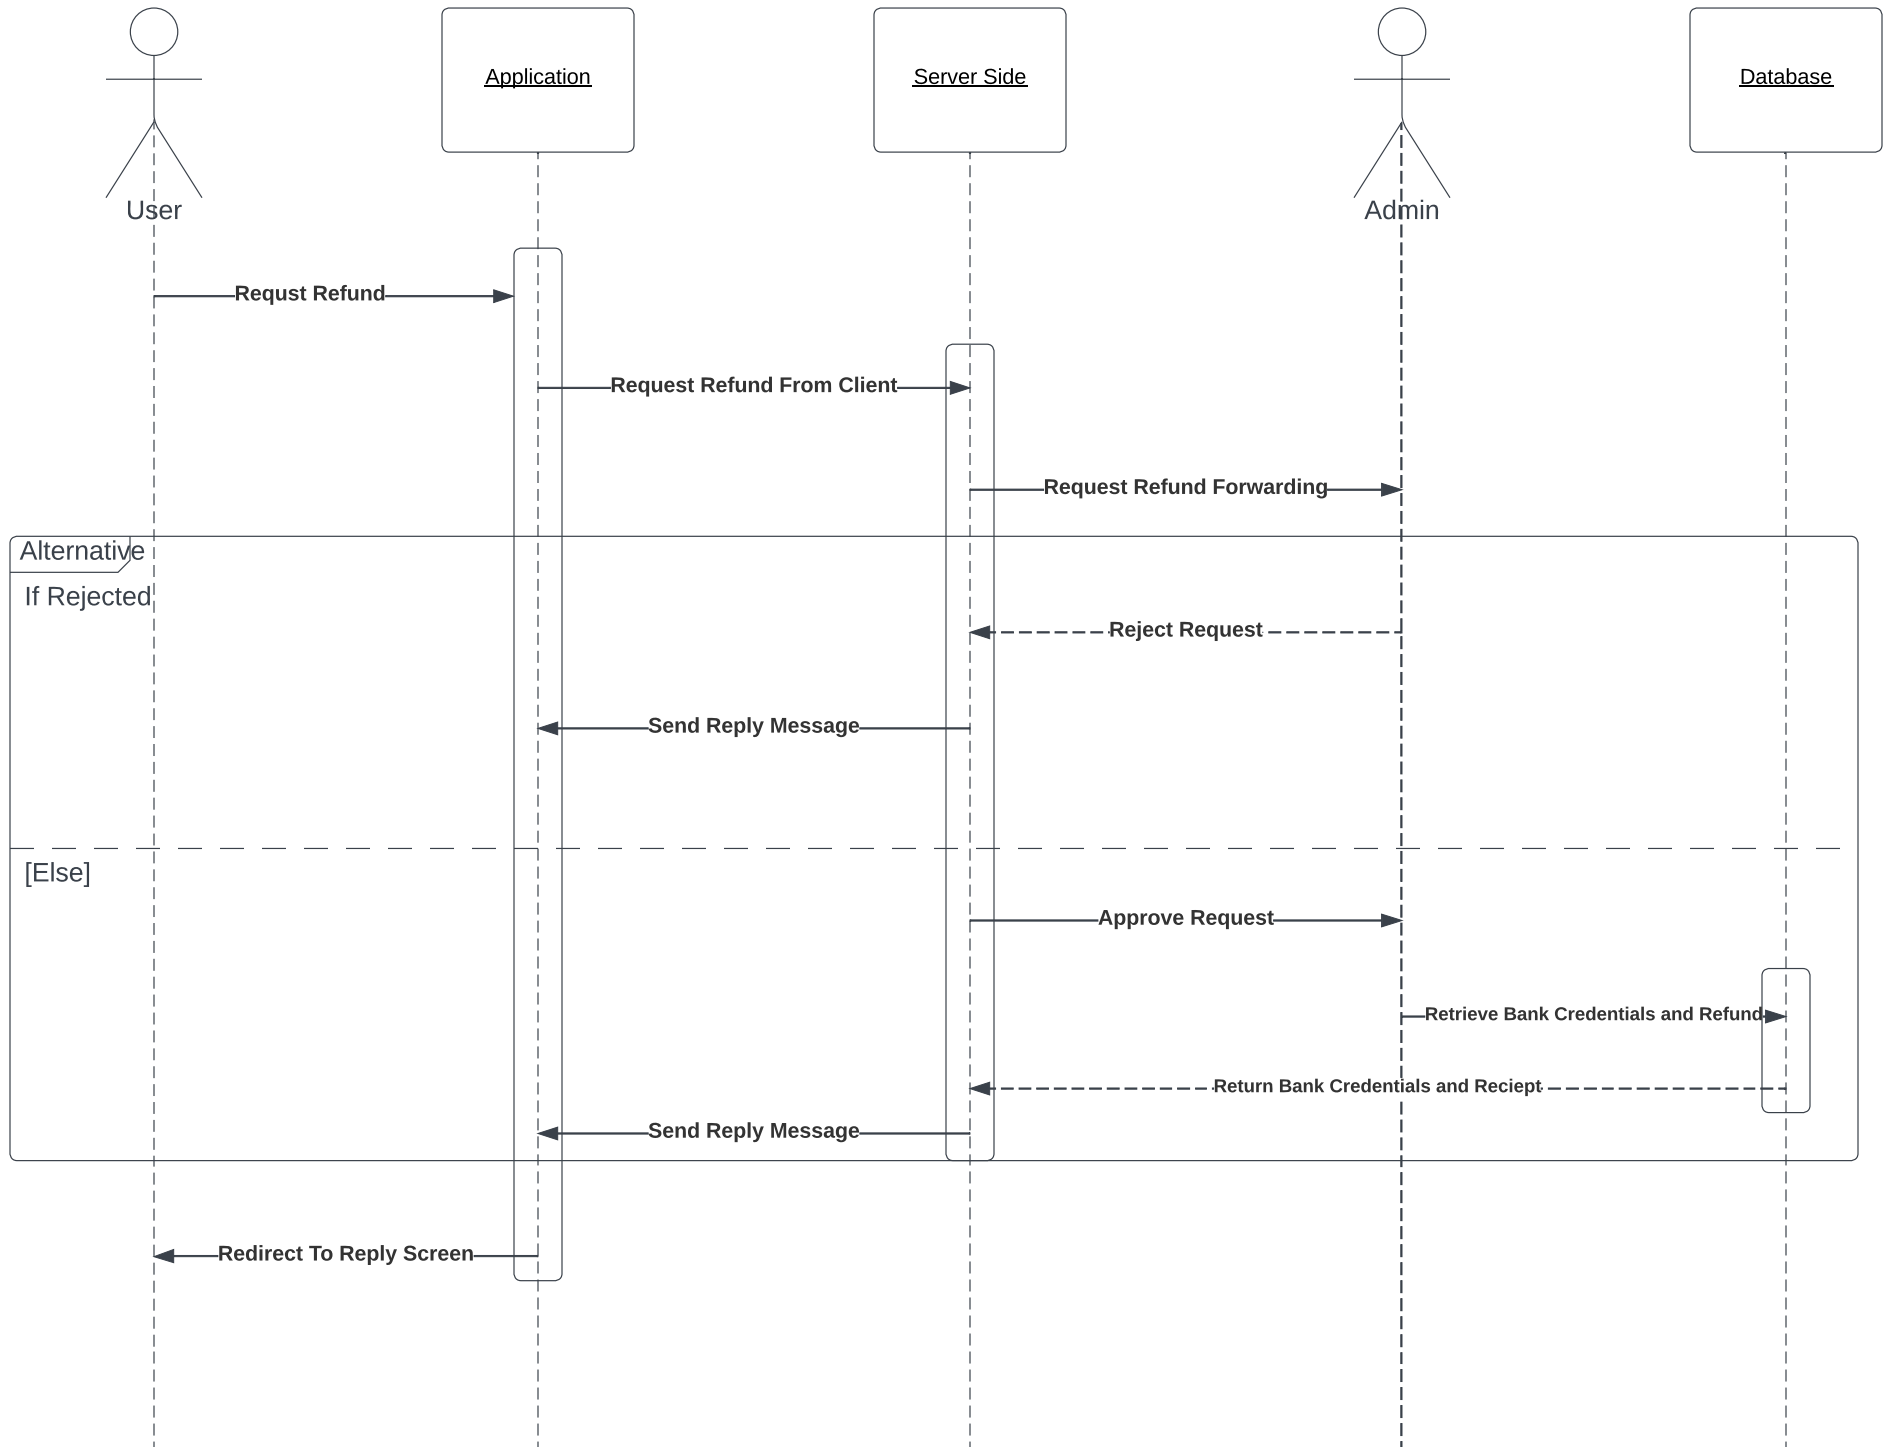 Application
Server Side
Database
User
Admin
Requst Refund
Request Refund From Client
Request Refund Forwarding
Alternative
If Rejected
Reject Request
Send Reply Message
[Else]
Approve Request
Retrieve Bank Credentials and Refund
Return Bank Credentials and Reciept
Send Reply Message
Redirect To Reply Screen